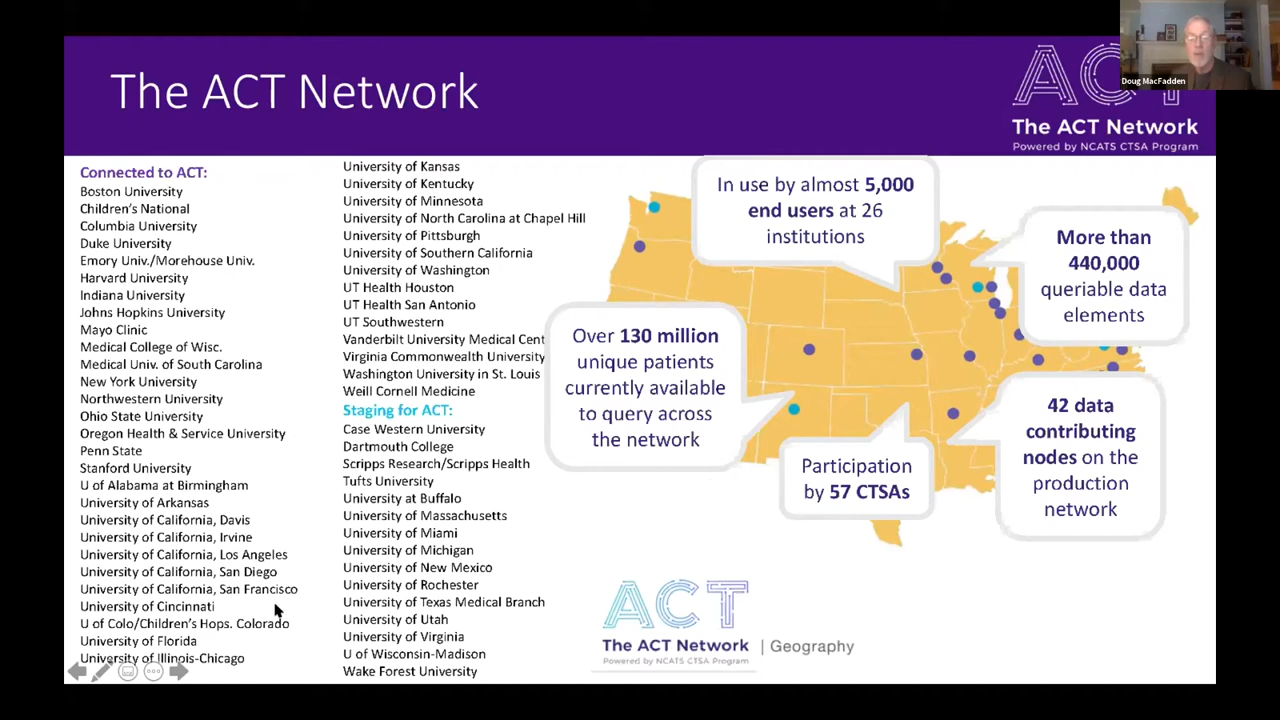 The ACT Network
ACT
The ACT Network
Powered by NCATS CTSA Program
Doug MacFadden
Connected to ACT:
Boston University
Children's National
Columbia University
Duke University
Emory Univ./Morehouse Univ.
Harvard University
Indiana University
Johns Hopkins University
Mayo Clinic
Medical College of Wisc.
Medical Univ. of South Carolina
New York University
Northwestern University
Ohio State University
Oregon Health & Service University
Penn State
Stanford University
U of Alabama at Birmingham
University of Arkansas
University of California, Davis
University of California, Irvine
University of California, Los Angeles
University of California, San Diego
University of California, San Francisco
University of Cincinnati
U of Colo/Children's Hops. Colorado
University of Florida
University of Illinois-Chicago
University of Kansas
University of Kentucky
University of Minnesota
University of North Carolina at Chapel Hill
University of Pittsburgh
University of Southern California
University of Washington
UT Health Houston
UT Health San Antonio
UT Southwestern
Vanderbilt University Medical Cent
Virginia Commonwealth University
Washington University in St. Louis
Weill Cornell Medicine
Staging for ACT:
Case Western University
Dartmouth College
Scripps Research/Scripps Health
Tufts University
University at Buffalo
University of Massachusetts
University of Miami
University of Michigan
University of New Mexico
University of Rochester
University of Texas Medical Branch
University of Utah
University of Virginia
U of Wisconsin-Madison
Wake Forest University
In use by almost 5,000
end users at 26
institutions
More than
440,000
queriable data
elements
Over 130 million
unique patients
currently available
to query across
the network
Participation
by 57 CTSAs
42 data
contributing
nodes on the
production
network
ACT
The ACT Network
Powered by NCATS CTSA Program
| Geography